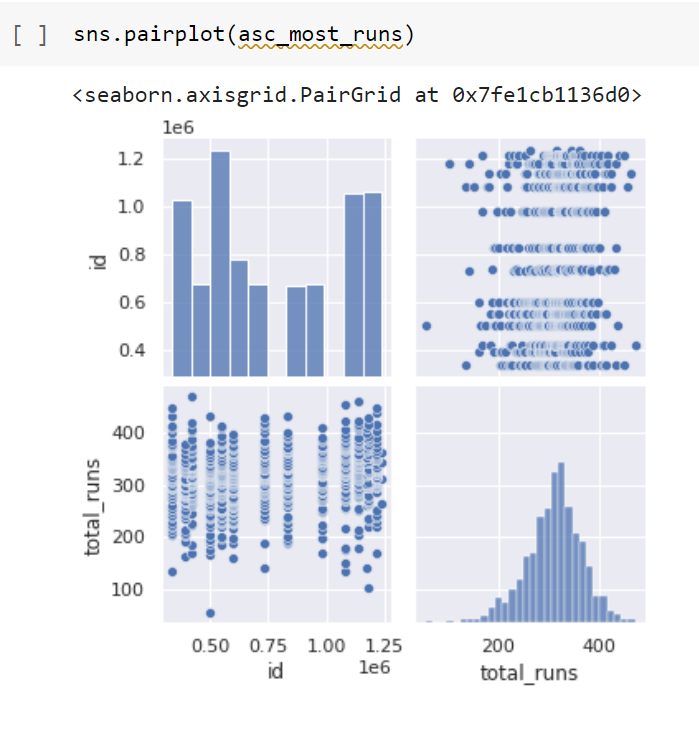 [ ] sns.pairplot(asc_most_runs)
<seaborn.axisgrid.PairGrid at 0x7fe1cb1136d0>
1e6
1.2
1.0
0.8
0.6
0.4
id
400
300
200
100
total_runs
0.50 0.75 1.00 1.25
id
1e6
200 400
total_runs